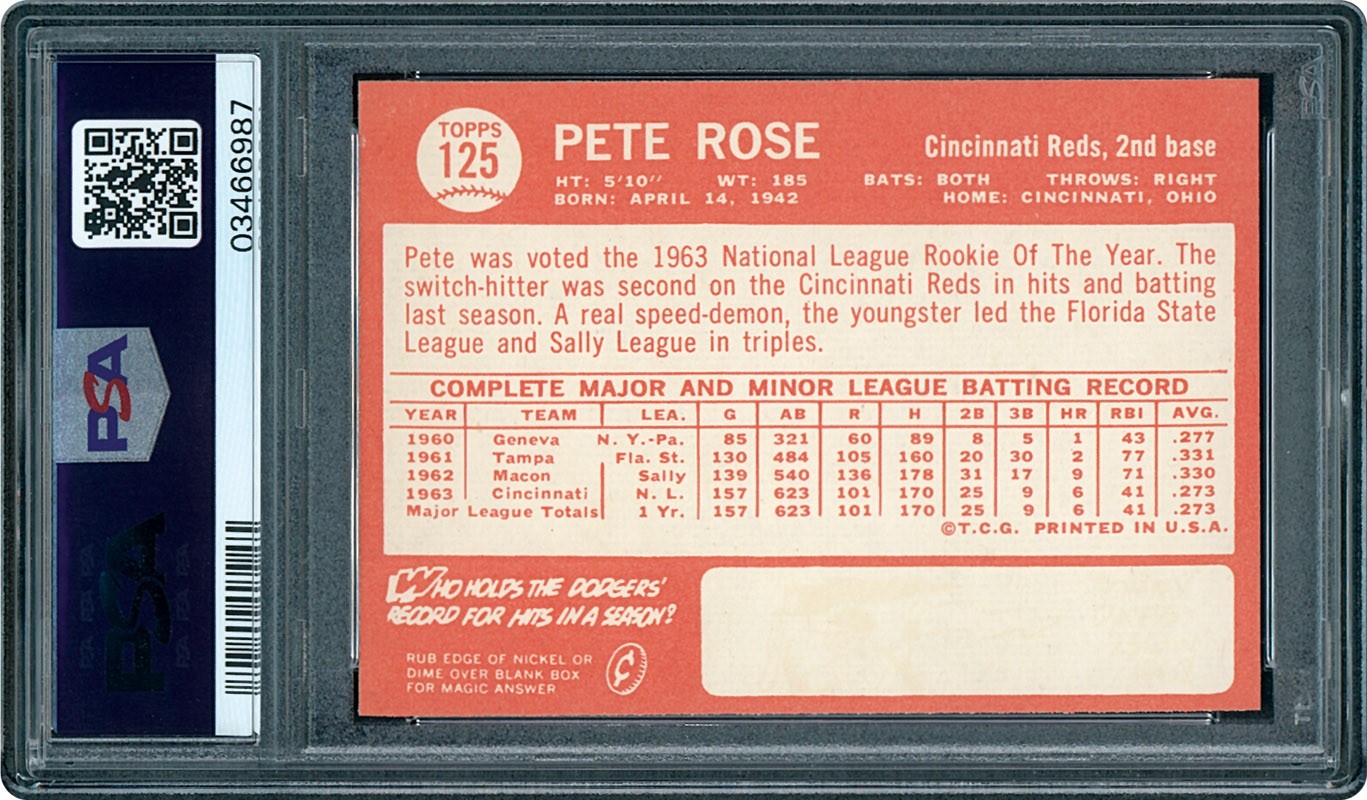 03466987
PSA
PSA
TOPPS
125
PETE ROSE
Cincinnati Reds, 2nd base
HT: 5'10" WT: 185 BATS: BOTH THROWS: RIGHT
BORN: APRIL 14, 1942 HOME: CINCINNATI, OHIO
Pete was voted the 1963 National League Rookie Of The Year. The
switch-hitter was second on the Cincinnati Reds in hits and batting
last season. A real speed-demon, the youngster led the Florida State
League and Sally League in triples.
COMPLETE MAJOR AND MINOR LEAGUE BATTING RECORD
YEAR TEAM LEA. G AB R H 2B 3B HR RBI AVG.
1960 Geneva N. Y.-Pa. 85 321 60 89 8 5 1 43 .277
1961 Tampa Fla. St. 130 484 105 160 20 30 2 77 .331
1962 Macon Sally 139 540 136 178 31 17 9 71 .330
1963 Cincinnati N. L. 157 623 101 170 25 9 6 41 .273
Major League Totals 1 Yr. 157 623 101 170 25 9 6 41 .273
©T.C.G. PRINTED IN U.S.A.
WHO HOLDS THE DODGERS'
RECORD FOR HITS IN A SEASON?
RUB EDGE OF NICKEL OR
DIME OVER BLANK BOX
FOR MAGIC ANSWER
PSA